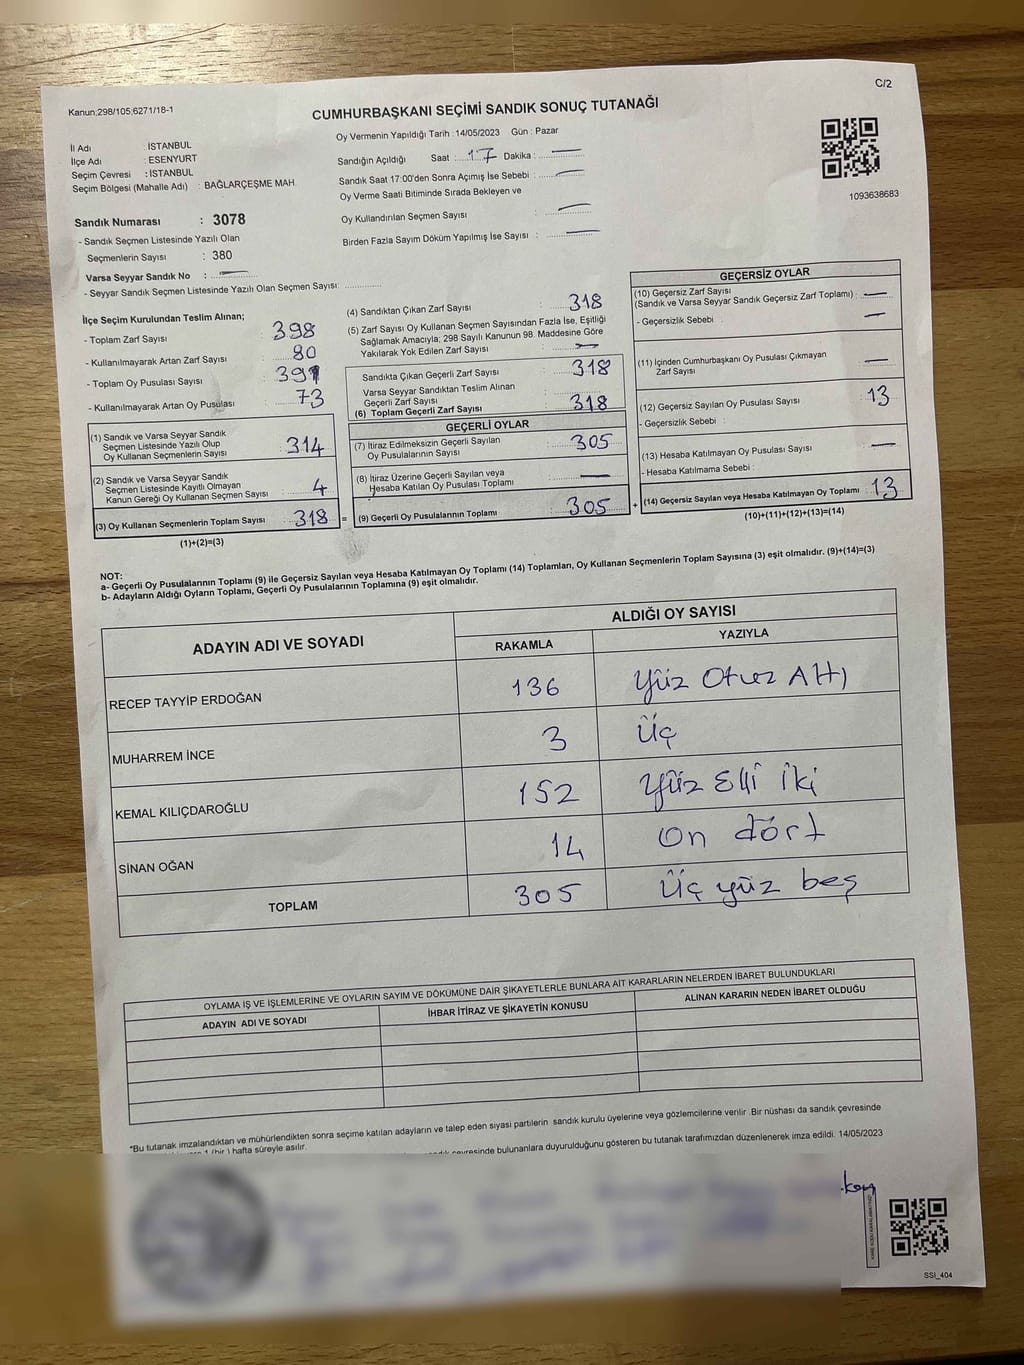 C/2
Kanun;298/105;6271/18-1
CUMHURBAŞKANI SEÇİMİ SANDIK SONUÇ TUTANAĞI
Oy Vermenin Yapıldığı Tarih : 14/05/2023 Gün : Pazar
İl Adı : İSTANBUL
İlçe Adı : ESENYURT
Seçim Çevresi : İSTANBUL
Seçim Bölgesi (Mahalle Adı) : BAĞLARÇEŞME MAH
Sandığın Açıldığı Saat : 17 Dakika : —
Sandık Saat 17:00'den Sonra Açımış İse Sebebi : —
Oy Verme Saati Bitiminde Sırada Bekleyen ve
Oy Kullandırılan Seçmen Sayısı : —
Birden Fazla Sayım Döküm Yapılmış İse Sayısı : —
1093638683
Sandık Numarası : 3078
- Sandık Seçmen Listesinde Yazılı Olan
Seçmenlerin Sayısı : 380
Varsa Seyyar Sandık No : —
- Seyyar Sandık Seçmen Listesinde Yazılı Olan Seçmen Sayısı:
İlçe Seçim Kurulundan Teslim Alınan;
- Toplam Zarf Sayısı 398
- Kullanılmayarak Artan Zarf Sayısı 80
- Toplam Oy Pusulası Sayısı 391
- Kullanılmayarak Artan Oy Pusulası 73
(1) Sandık ve Varsa Seyyar Sandık
Seçmen Listesinde Yazılı Olup
Oy Kullanan Seçmenlerin Sayısı : 314
(2) Sandık ve Varsa Seyyar Sandık
Seçmen Listesinde Kayıtlı Olmayan
Kanun Gereği Oy Kullanan Seçmen Sayısı 4
(3) Oy Kullanan Seçmenlerin Toplam Sayısı 318
(1)+(2)=(3)
(4) Sandıktan Çıkan Zarf Sayısı : 318
(5) Zarf Sayısı Oy Kullanan Seçmen Sayısından Fazla İse, Eşitliği
Sağlamak Amacıyla; 298 Sayılı Kanunun 98. Maddesine Göre
Yakılarak Yok Edilen Zarf Sayısı : —
Sandıkta Çıkan Geçerli Zarf Sayısı : 318
Varsa Seyyar Sandıktan Teslim Alınan
Geçerli Zarf Sayısı
(6) Toplam Geçerli Zarf Sayısı : 318
GEÇERLİ OYLAR
(7) İtiraz Edilmeksizin Geçerli Sayılan
Oy Pusulalarının Sayısı : 305
(8) İtiraz Üzerine Geçerli Sayılan veya
Hesaba Katılan Oy Pusulası Toplamı : —
= (9) Geçerli Oy Pusulalarının Toplamı : 305
GEÇERSİZ OYLAR
(10) Geçersiz Zarf Sayısı
(Sandık ve Varsa Seyyar Sandık Geçersiz Zarf Toplamı) : —
- Geçersizlik Sebebi : —
(11) İçinden Cumhurbaşkanı Oy Pusulası Çıkmayan
Zarf Sayısı : —
(12) Geçersiz Sayılan Oy Pusulası Sayısı : 13
- Geçersizlik Sebebi :
(13) Hesaba Katılmayan Oy Pusulası Sayısı : —
- Hesaba Katılmama Sebebi :
+ (14) Geçersiz Sayılan veya Hesaba Katılmayan Oy Toplamı : 13
(10)+(11)+(12)+(13)=(14)
NOT:
a- Geçerli Oy Pusulalarının Toplamı (9) ile Geçersiz Sayılan veya Hesaba Katılmayan Oy Toplamı (14) Toplamları, Oy Kullanan Seçmenlerin Toplam Sayısına (3) eşit olmalıdır. (9)+(14)=(3)
b- Adayların Aldığı Oyların Toplamı, Geçerli Oy Pusulalarının Toplamına (9) eşit olmalıdır.
ADAYIN ADI VE SOYADI
ALDIĞI OY SAYISI
RAKAMLA YAZIYLA
RECEP TAYYİP ERDOĞAN 136 Yüz Otuz Altı
MUHARREM İNCE 3 Üç
KEMAL KILIÇDAROĞLU 152 Yüz Elli İki
SİNAN OĞAN 14 On dört
TOPLAM 305 Üç yüz beş
OYLAMA İŞ VE İŞLEMLERİNE VE OYLARIN SAYIM VE DÖKÜMÜNE DAİR ŞİKAYETLERLE BUNLARA AİT KARARLARIN NELERDEN İBARET BULUNDUKLARI
ADAYIN ADI VE SOYADI İHBAR İTİRAZ VE ŞİKAYETİN KONUSU ALINAN KARARIN NEDEN İBARET OLDUĞU
*Bu tutanak imzalandıktan ve mühürlendikten sonra seçime katılan adayların ve talep eden siyasi partilerin sandık kurulu üyelerine veya gözlemcilerine verilir .Bir nüshası da sandık çevresinde
1 (bir ) hafta süreyle asılır.
çevresinde bulunanlara duyurulduğunu gösteren bu tutanak tarafımızdan düzenlenerek imza edildi. 14/05/2023
SSI_404